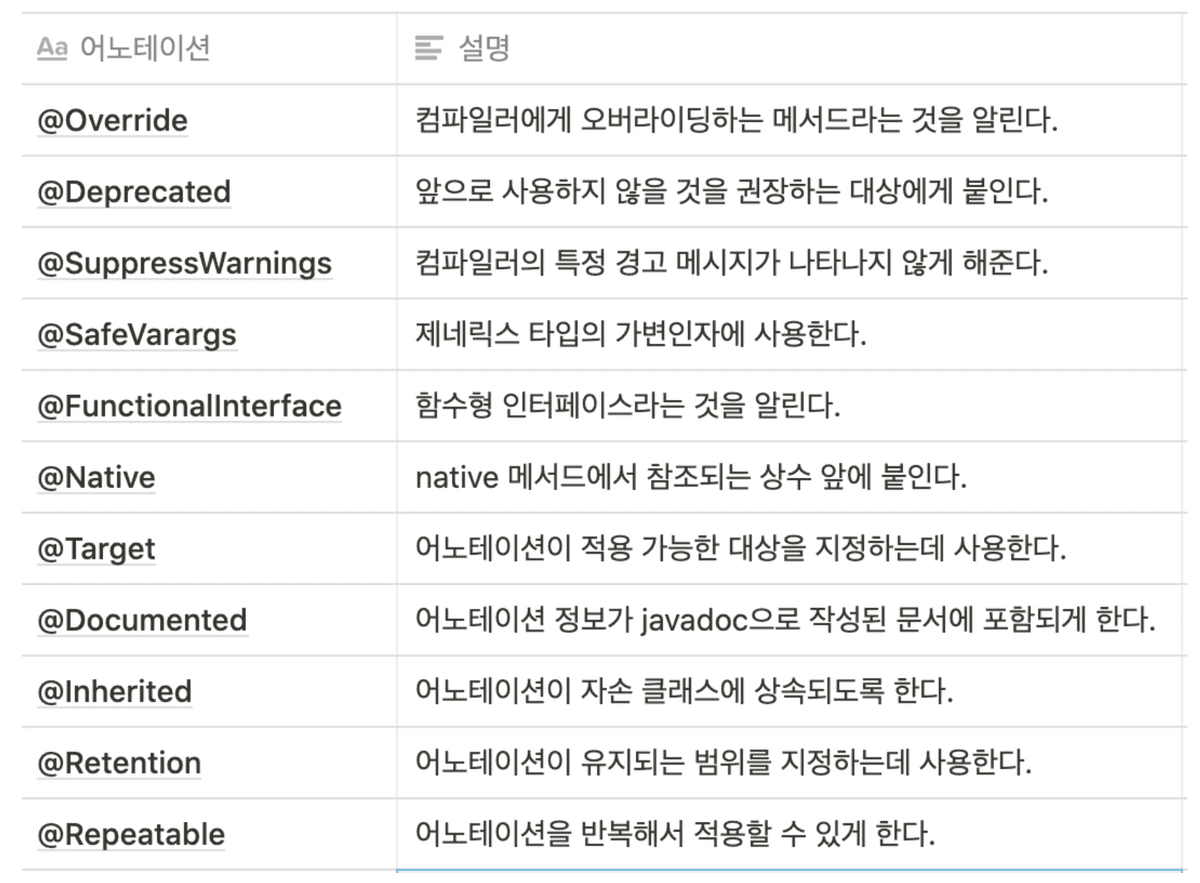 Aa 어노테이션 설명
@Override 컴파일러에게 오버라이딩하는 메서드라는 것을 알린다.
@Deprecated 앞으로 사용하지 않을 것을 권장하는 대상에게 붙인다.
@SuppressWarnings 컴파일러의 특정 경고 메시지가 나타나지 않게 해준다.
@SafeVarargs 제네릭스 타입의 가변인자에 사용한다.
@FunctionalInterface 함수형 인터페이스라는 것을 알린다.
@Native native 메서드에서 참조되는 상수 앞에 붙인다.
@Target 어노테이션이 적용 가능한 대상을 지정하는데 사용한다.
@Documented 어노테이션 정보가 javadoc으로 작성된 문서에 포함되게 한다.
@Inherited 어노테이션이 자손 클래스에 상속되도록 한다.
@Retention 어노테이션이 유지되는 범위를 지정하는데 사용한다.
@Repeatable 어노테이션을 반복해서 적용할 수 있게 한다.